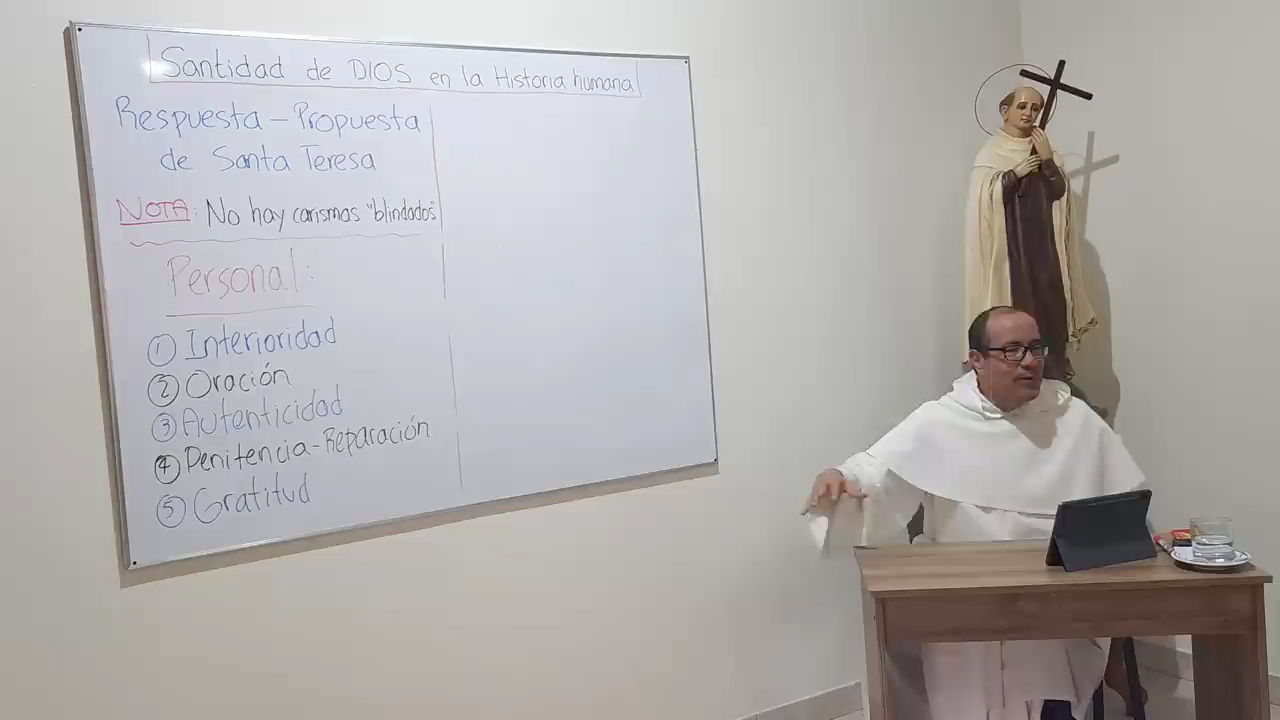 Santidad de DIOS en la Historia humana
Respuesta - Propuesta
de Santa Teresa
NOTA: No hay carismas "blindados"
Personal:
① Interioridad
② Oración
③ Autenticidad
④ Penitencia-Reparación
⑤ Gratitud